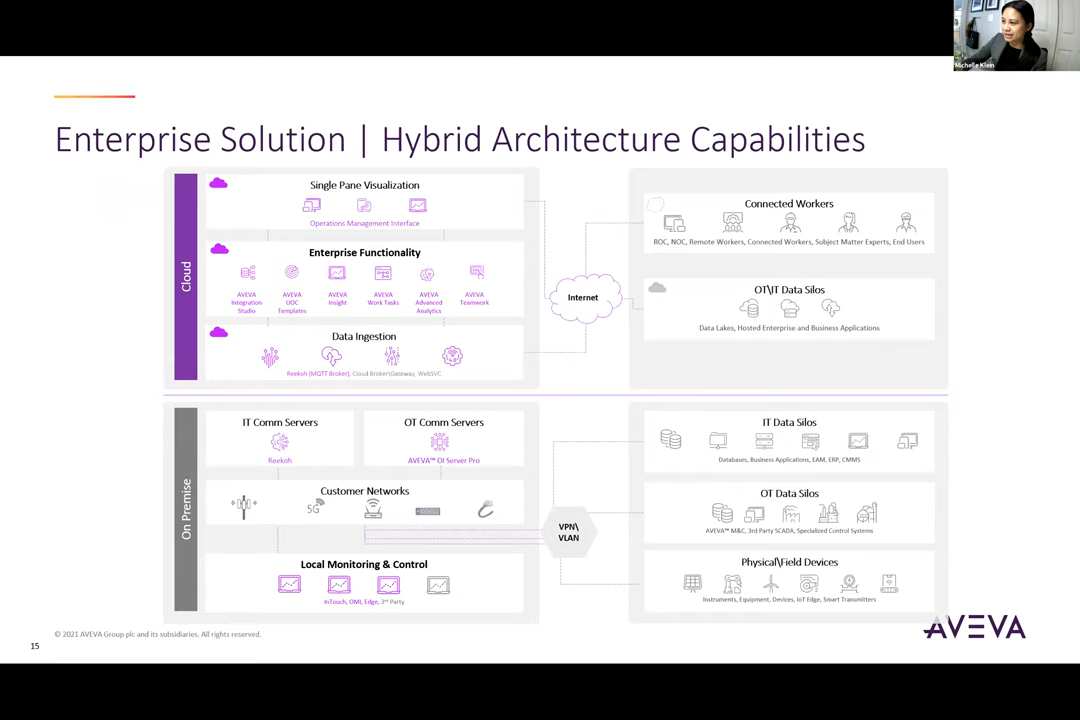 Michelle Klein
Enterprise Solution | Hybrid Architecture Capabilities
Cloud
Single Pane Visualization
Operations Management Interface
Enterprise Functionality
AVEVA
Integration
Studio
AVEVA
UOC
Templates
AVEVA
Insight
AVEVA
Work Tasks
AVEVA
Advanced
Analytics
AVEVA
Teamwork
Data Ingestion
Reekoh (MQTT Broker), Cloud Broker\Gateway, WebSVC
Internet
Connected Workers
ROC, NOC, Remote Workers, Connected Workers, Subject Matter Experts, End Users
OT\IT Data Silos
Data Lakes, Hosted Enterprise and Business Applications
On Premise
IT Comm Servers
Reekoh
OT Comm Servers
AVEVA™ OI Server Pro
Customer Networks
5G
Local Monitoring & Control
InTouch, OMI, Edge, 3rd Party
VPN\
VLAN
IT Data Silos
Databases, Business Applications, EAM, ERP, CMMS
OT Data Silos
AVEVA™ M&C, 3rd Party SCADA, Specialized Control Systems
Physical\Field Devices
Instruments, Equipment, Devices, IoT Edge, Smart Transmitters
© 2021 AVEVA Group plc and its subsidiaries. All rights reserved.
15
AVEVA